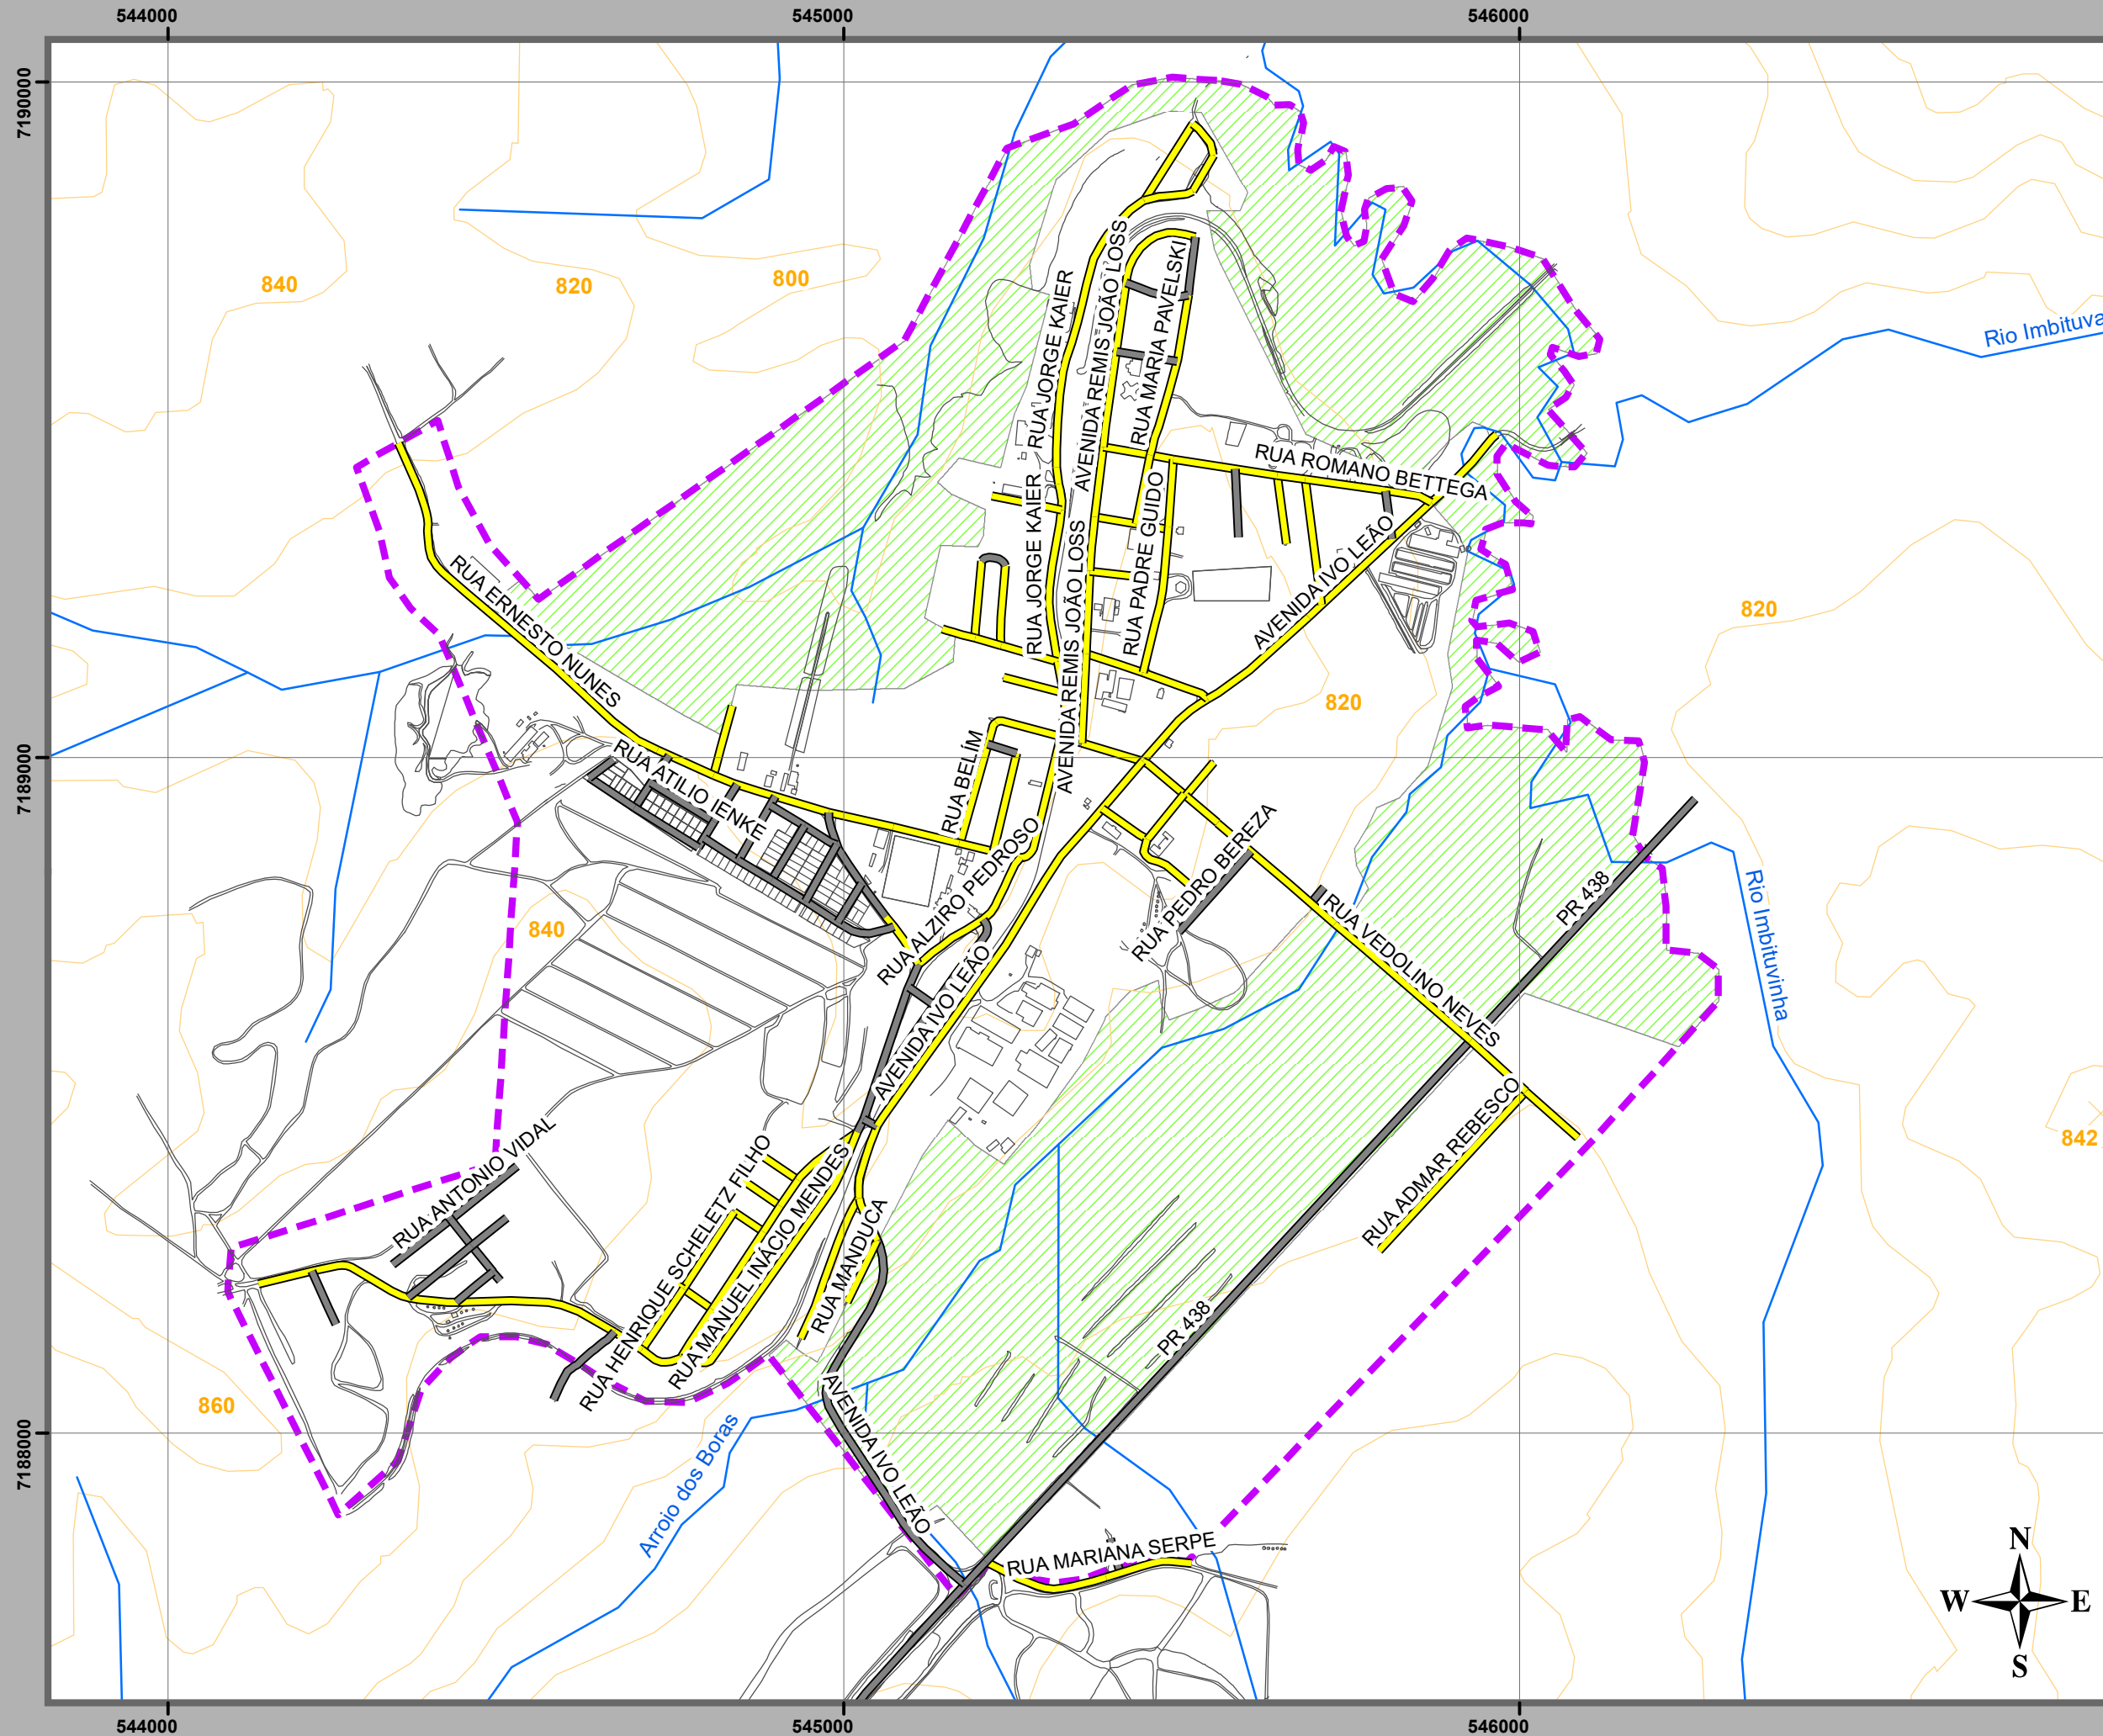 544000
545000
546000
7190000
RUA JORGE KAIER
AVENIDA REMIS JOÃO LOSS
RUA MARIA PAVELSKI
840
820
800
Rio Imbituva
RUA ROMANO BETTEGA
RUA JORGE KAIER
RUA PADRE GUIDO
AVENIDA IVO LEÃO
AVENIDA REMIS JOÃO LOSS
RUA ERNESTO NUNES
820
820
7189000
RUA ATILIO IENKE
RUA BELÍM
RUA ALZIRO PEDROSO
RUA PEDRO BEREZA
PR 438
Rio Imbituvinha
840
RUA VEDOLINO NEVES
AVENIDA IVO LEÃO
RUA ADMAR REBESCO
842
RUA ANTONIO VIDAL
RUA HENRIQUE SCHELETZ FILHO
RUA MANUEL INÁCIO MENDES
RUA MANDUCA
PR 438
860
7188000
Arroio dos Boras
AVENIDA IVO LEÃO
RUA MARIANA SERPE
N
W
E
S
544000
545000
546000